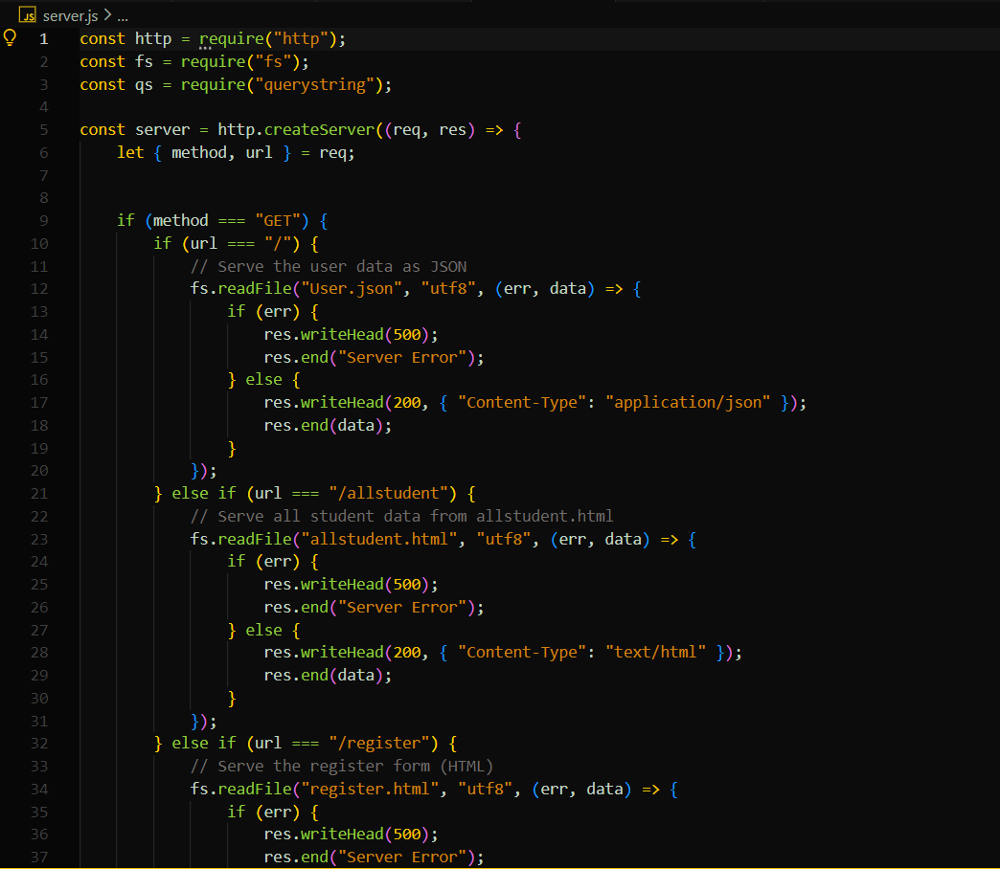 JS server.js > ...
1 const http = require("http");
2 const fs = require("fs");
3 const qs = require("querystring");
4
5 const server = http.createServer((req, res) => {
6     let { method, url } = req;
7
8
9     if (method === "GET") {
10         if (url === "/") {
11             // Serve the user data as JSON
12             fs.readFile("User.json", "utf8", (err, data) => {
13                 if (err) {
14                     res.writeHead(500);
15                     res.end("Server Error");
16                 } else {
17                     res.writeHead(200, { "Content-Type": "application/json" });
18                     res.end(data);
19                 }
20             });
21         } else if (url === "/allstudent") {
22             // Serve all student data from allstudent.html
23             fs.readFile("allstudent.html", "utf8", (err, data) => {
24                 if (err) {
25                     res.writeHead(500);
26                     res.end("Server Error");
27                 } else {
28                     res.writeHead(200, { "Content-Type": "text/html" });
29                     res.end(data);
30                 }
31             });
32         } else if (url === "/register") {
33             // Serve the register form (HTML)
34             fs.readFile("register.html", "utf8", (err, data) => {
35                 if (err) {
36                     res.writeHead(500);
37                     res.end("Server Error");